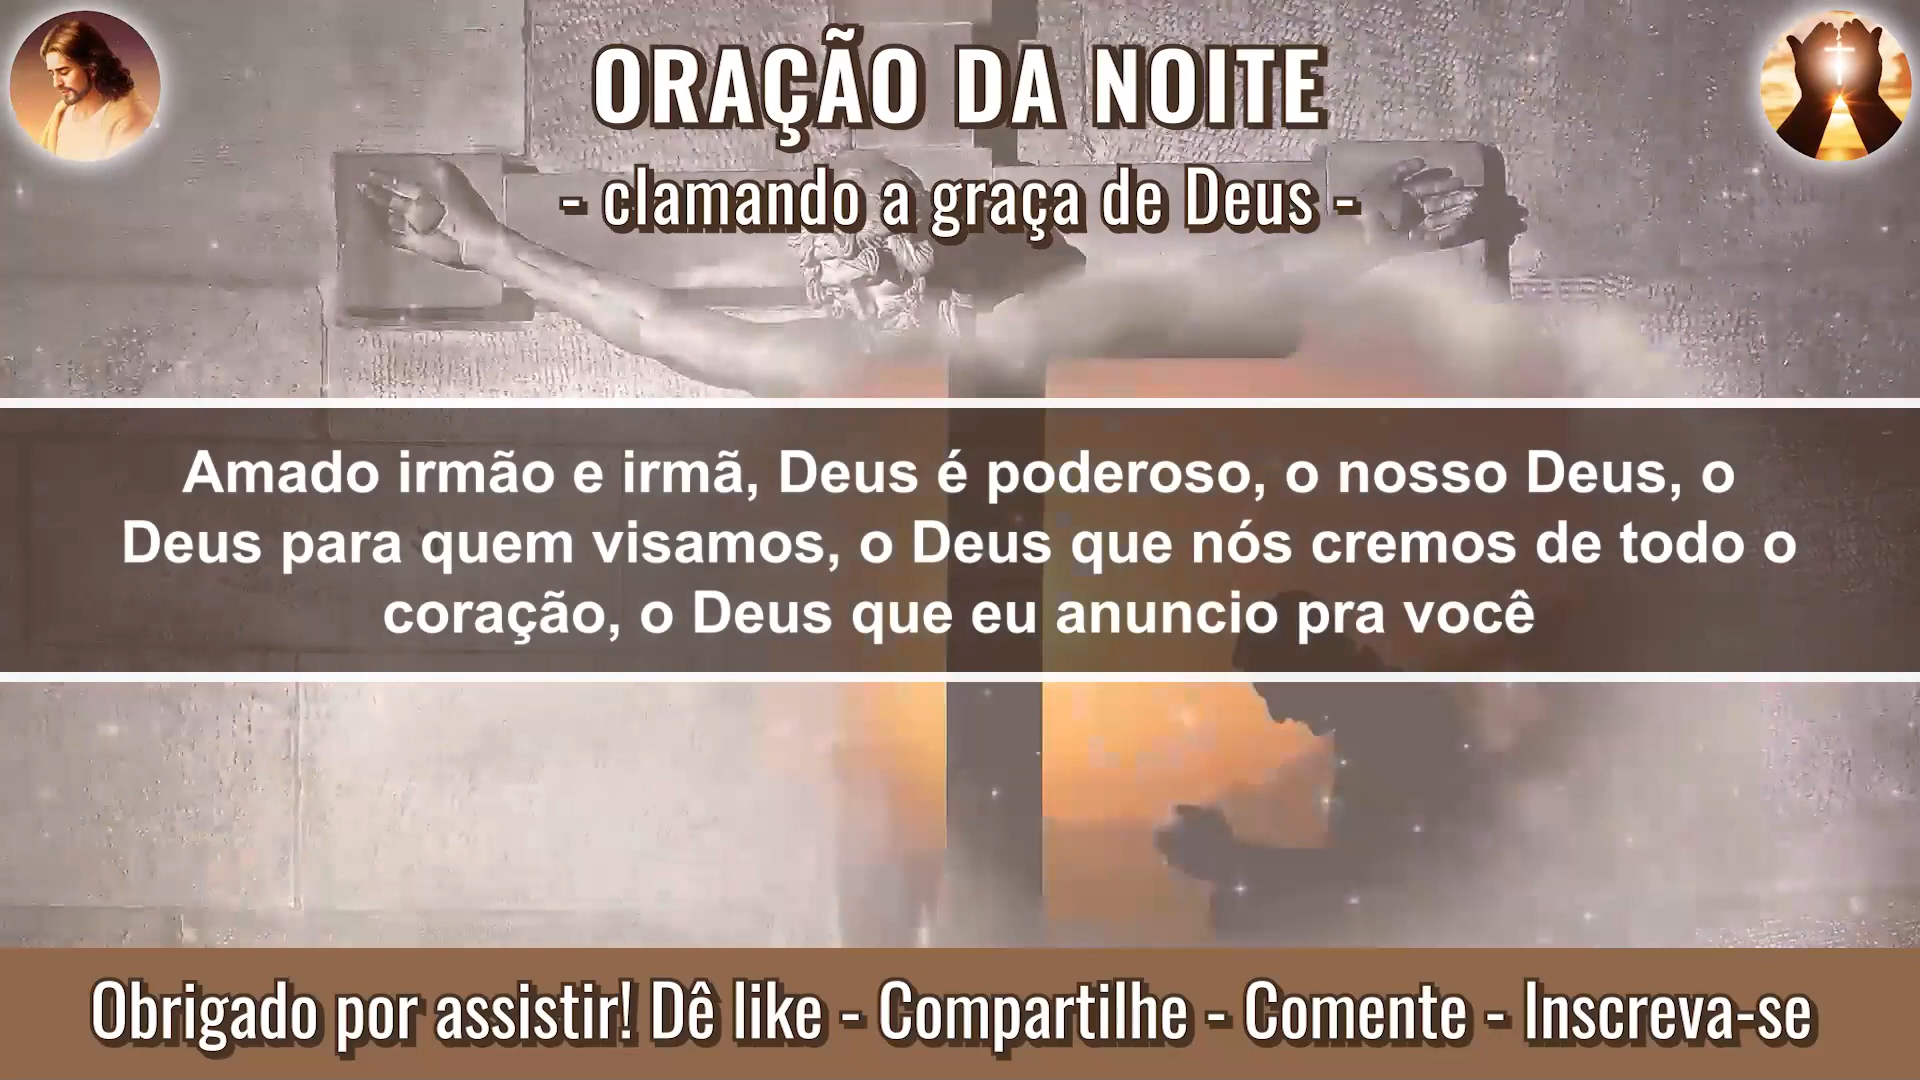 ORAÇÃO DA NOITE
- clamando a graça de Deus -
Amado irmão e irmã, Deus é poderoso, o nosso Deus, o
Deus para quem visamos, o Deus que nós cremos de todo o
coração, o Deus que eu anuncio pra você
Obrigado por assistir! Dê like - Compartilhe - Comente - Inscreva-se